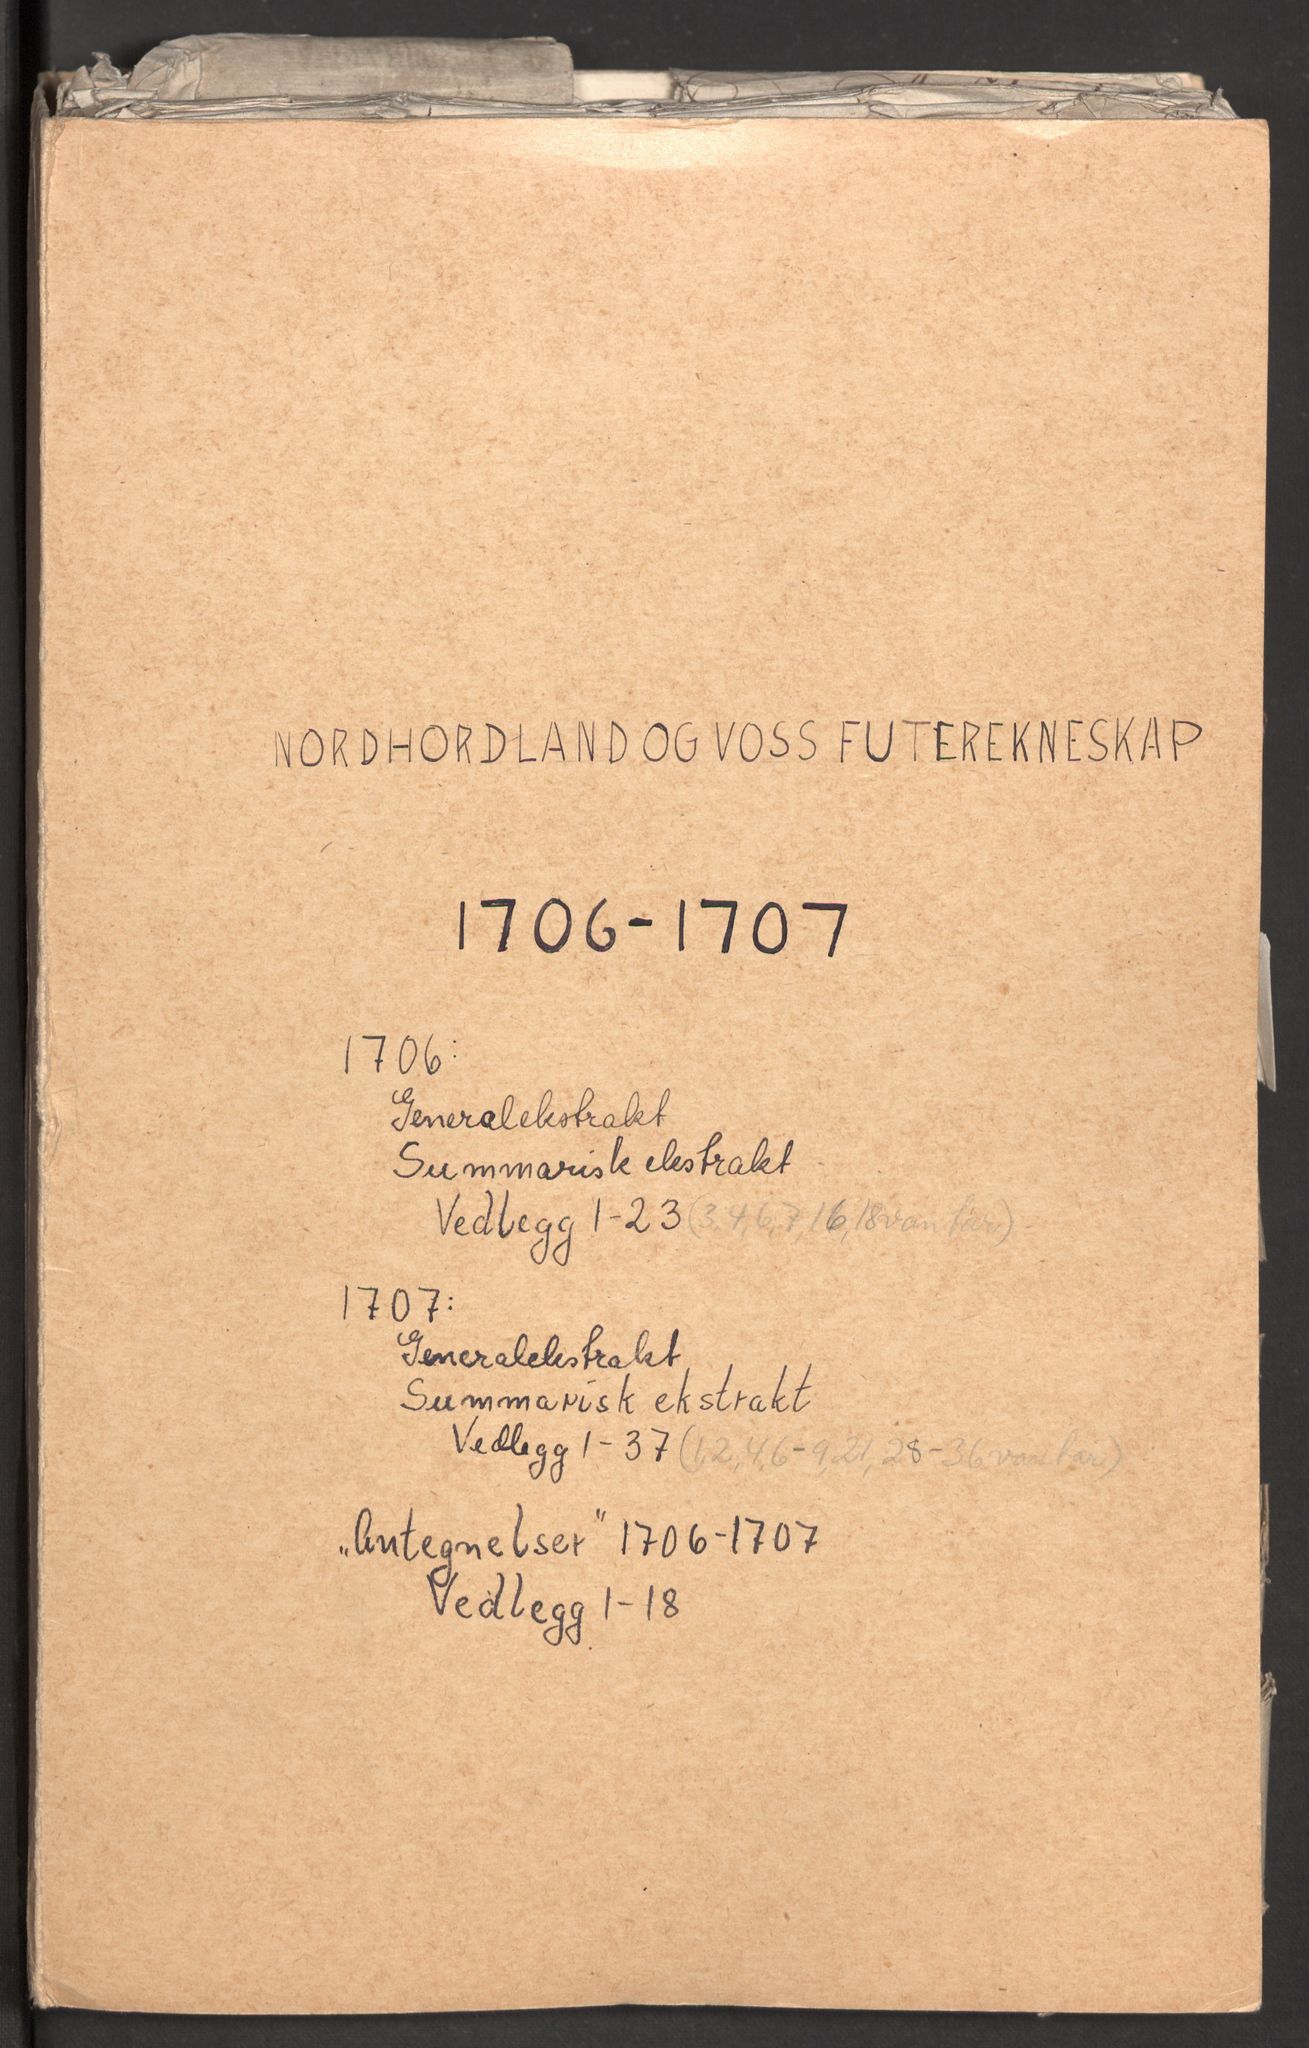 NORDHORDLAND OG VOSS FUTEREKNESKAP
1706-1707
1706:
Generalekstrakt
Summarisk ekstrakt
Vedlegg 1-23 (3,4,6,7,16,18 vantar)
1707:
Generalekstrakt
Summarisk ekstrakt
Vedlegg 1-37 (1,2,4,6-9,21,28-36 vantar)
„Antegnelser" 1706-1707
Vedlegg 1-18